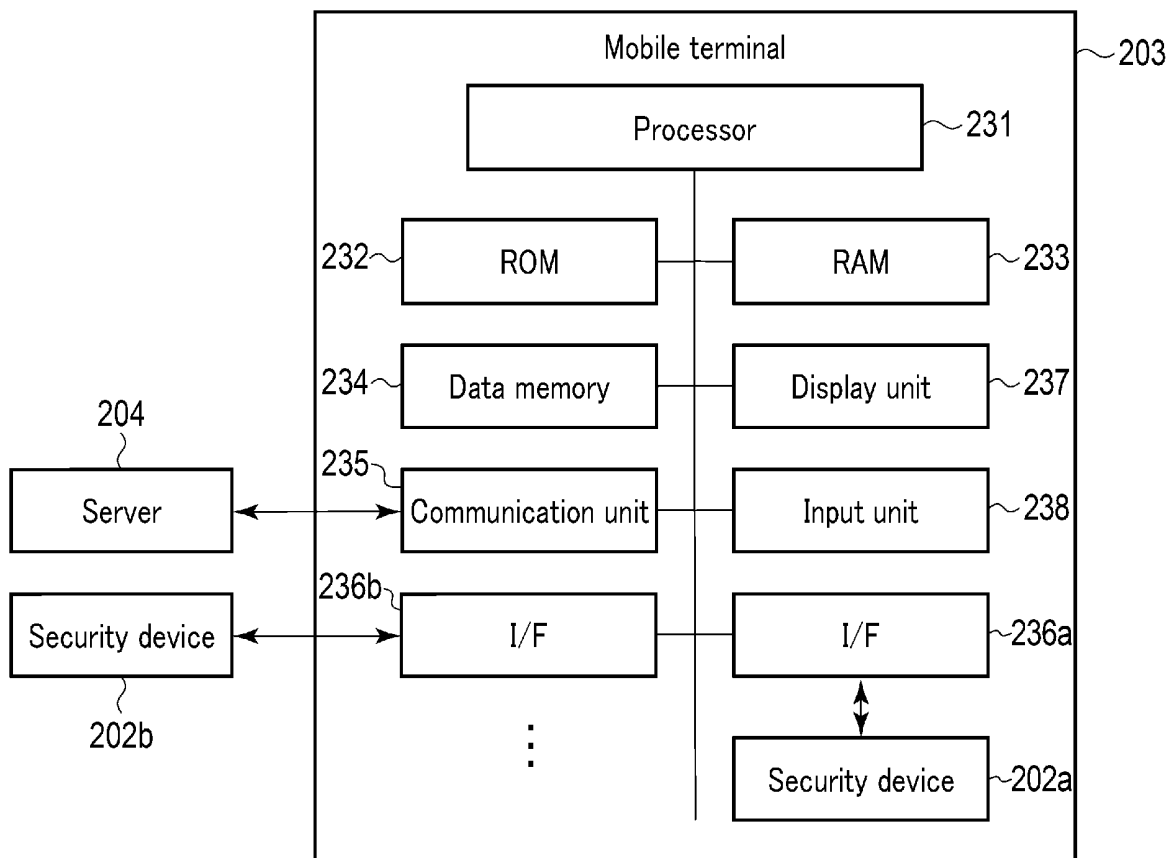 Mobile terminal
203
Processor
231
232
ROM
RAM
233
234
Data memory
Display unit
237
204
Server
235
Communication unit
Input unit
238
Security device
202b
236b
I/F
I/F
236a
Security device
202a